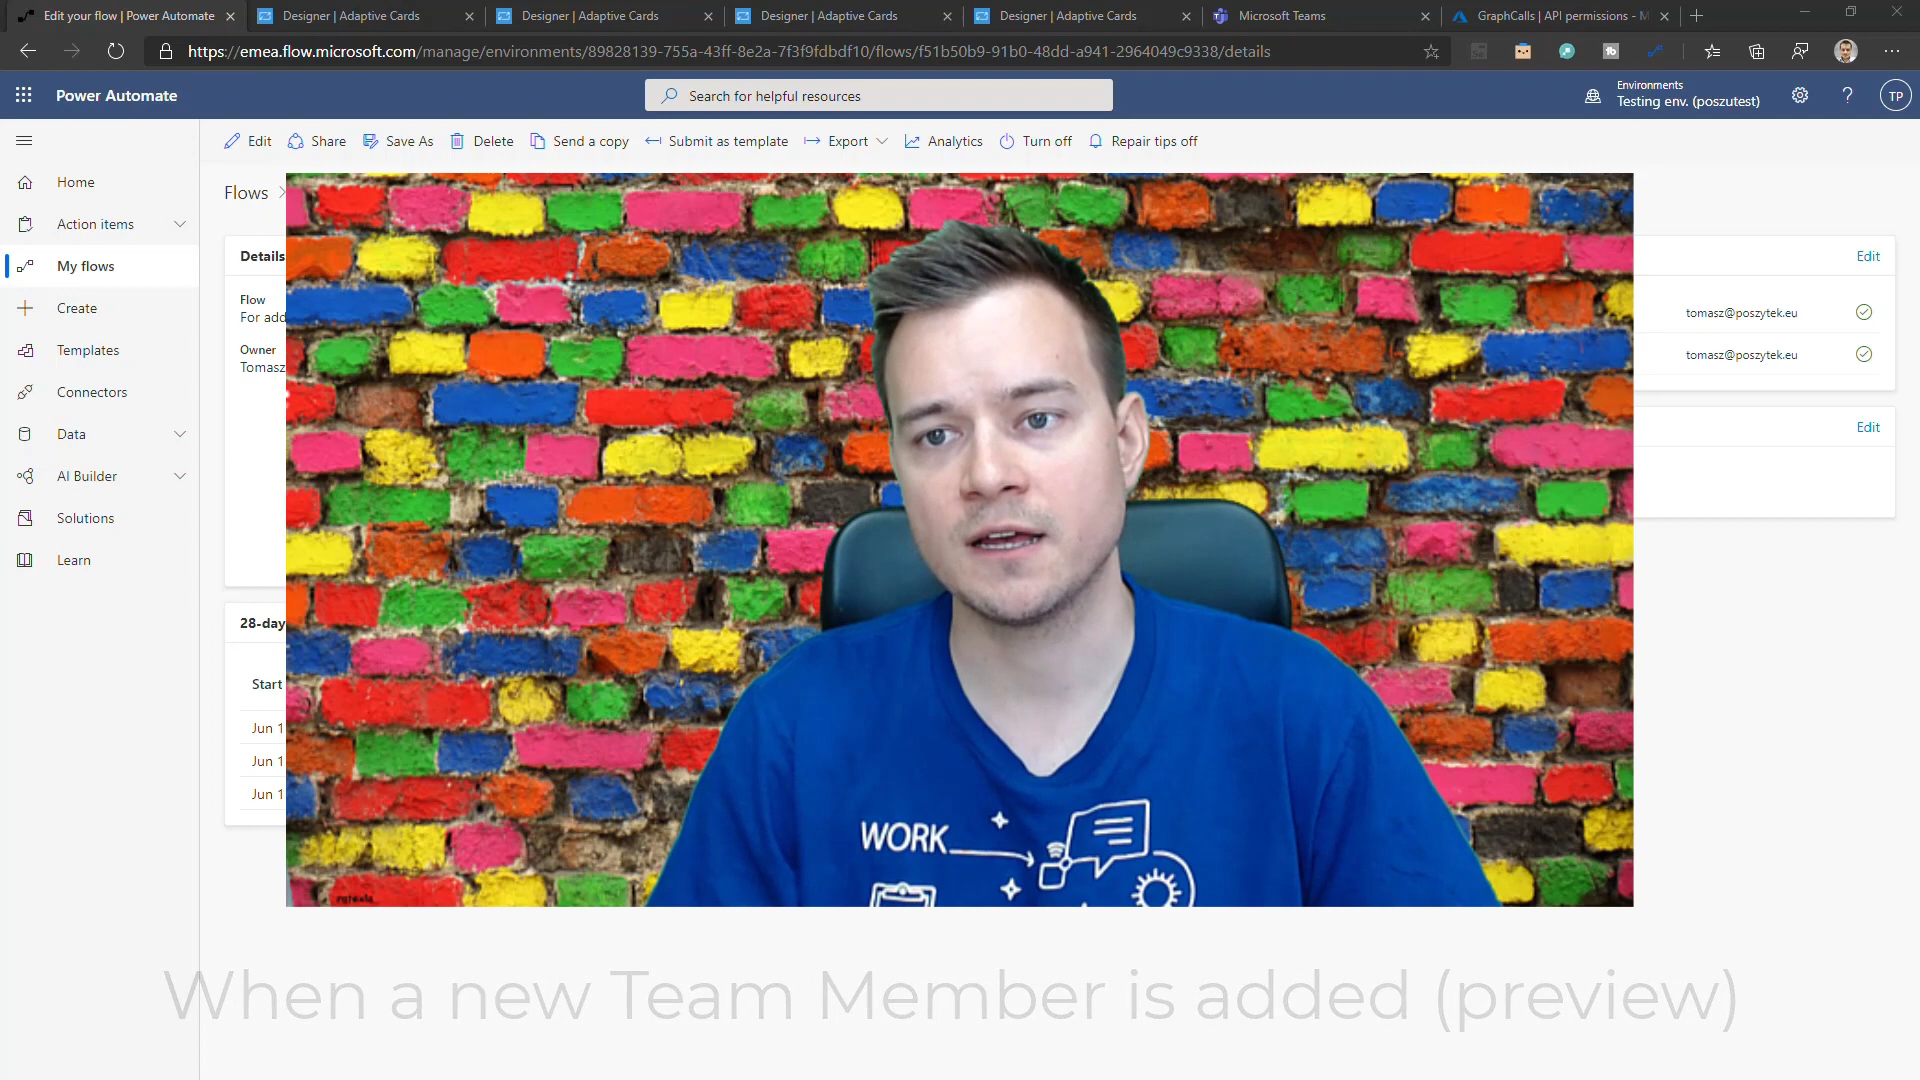 Edit your flow | Power Automate
Designer | Adaptive Cards
Designer | Adaptive Cards
Designer | Adaptive Cards
Designer | Adaptive Cards
Microsoft Teams
GraphCalls | API permissions - M
https://emea.flow.microsoft.com/manage/environments/89828139-755a-43ff-8e2a-7f3f9fdbdf10/flows/f51b50b9-91b0-48dd-a941-2964049c9338/details
Power Automate
Search for helpful resources
Environments
Testing env. (poszutest)
?
TP
Edit
Share
Save As
Delete
Send a copy
Submit as template
Export
Analytics
Turn off
Repair tips off
Home
Action items
My flows
Create
Templates
Connectors
Data
AI Builder
Solutions
Learn
Flows
Details
Edit
Flow
For add
Owner
Tomasz
tomasz@poszytek.eu
tomasz@poszytek.eu
Edit
28-day
Start
Jun 1
Jun 1
Jun 1
WORK
When a new Team Member is added (preview)